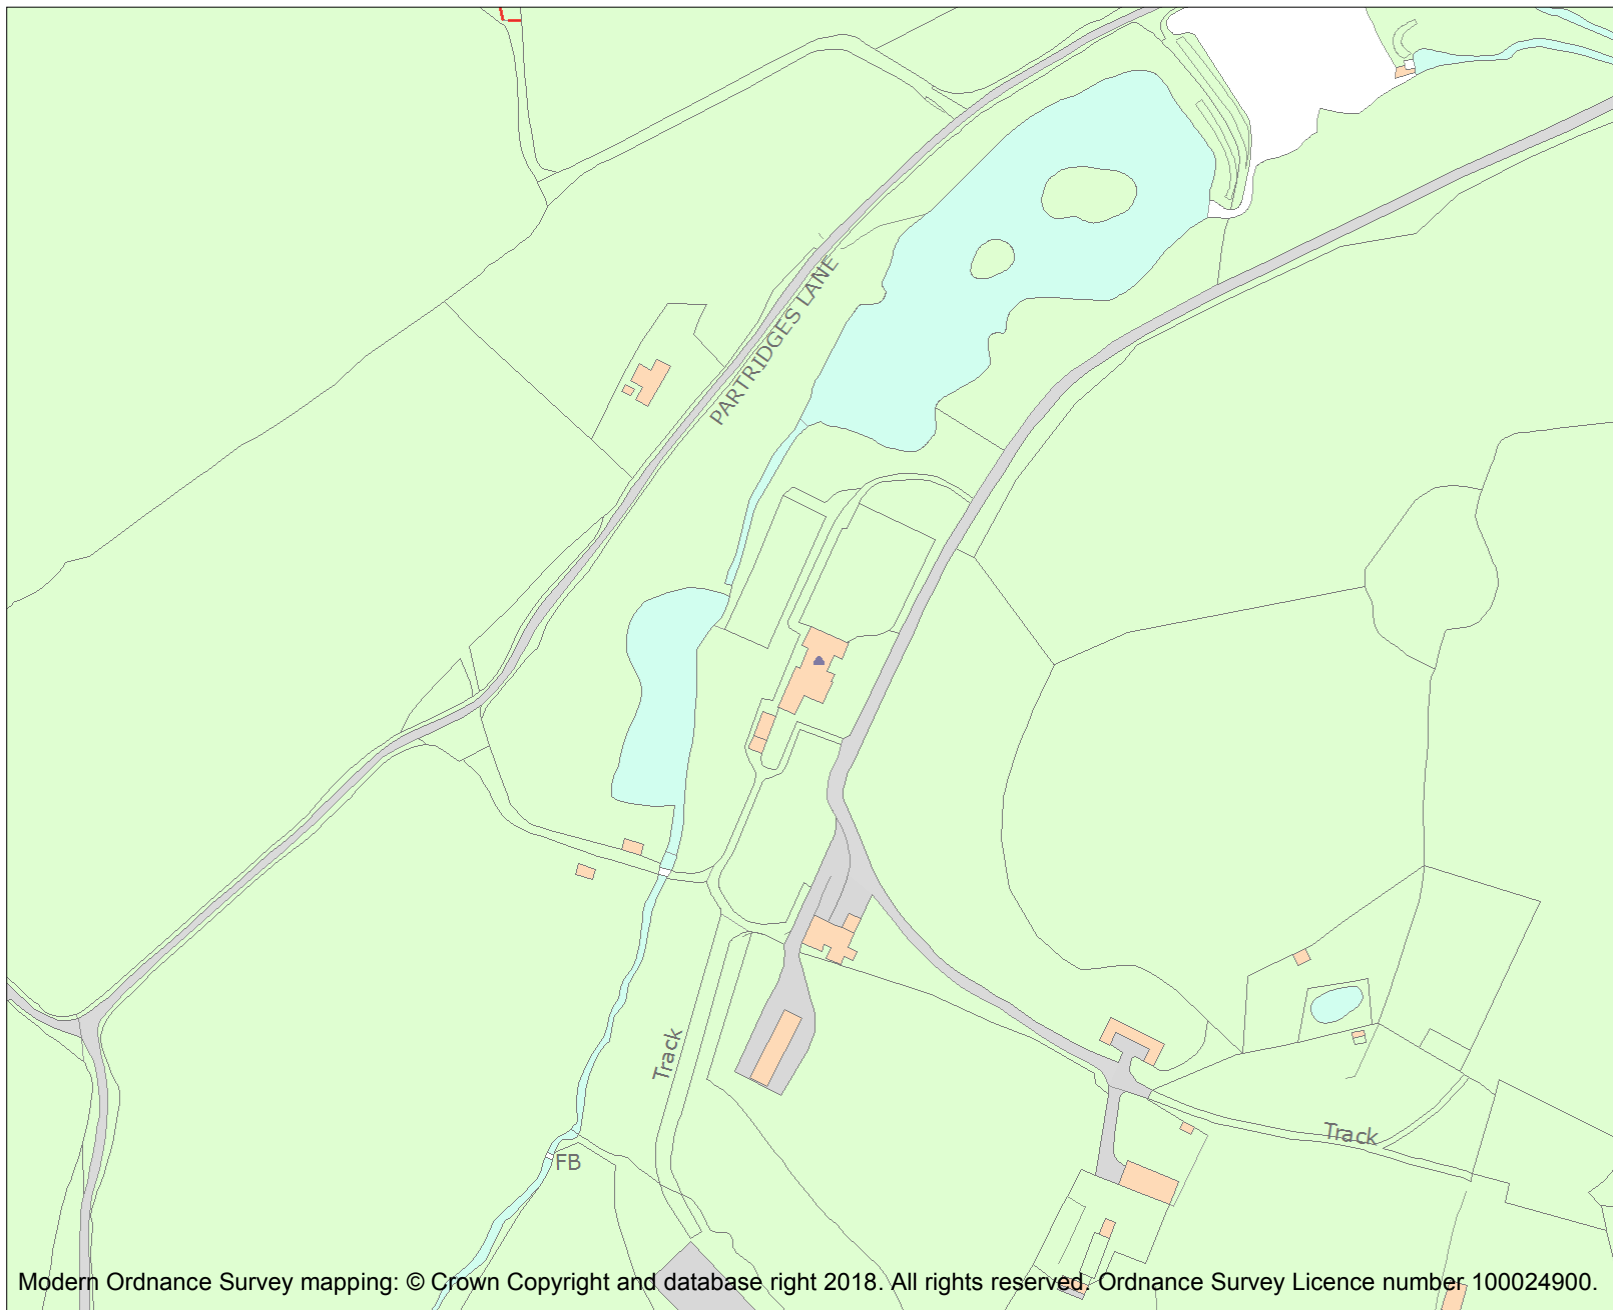 PARTRIDGES LANE
Track
Track
FB
Modern Ordnance Survey mapping: © Crown Copyright and database right 2018. All rights reserved. Ordnance Survey Licence number 100024900.